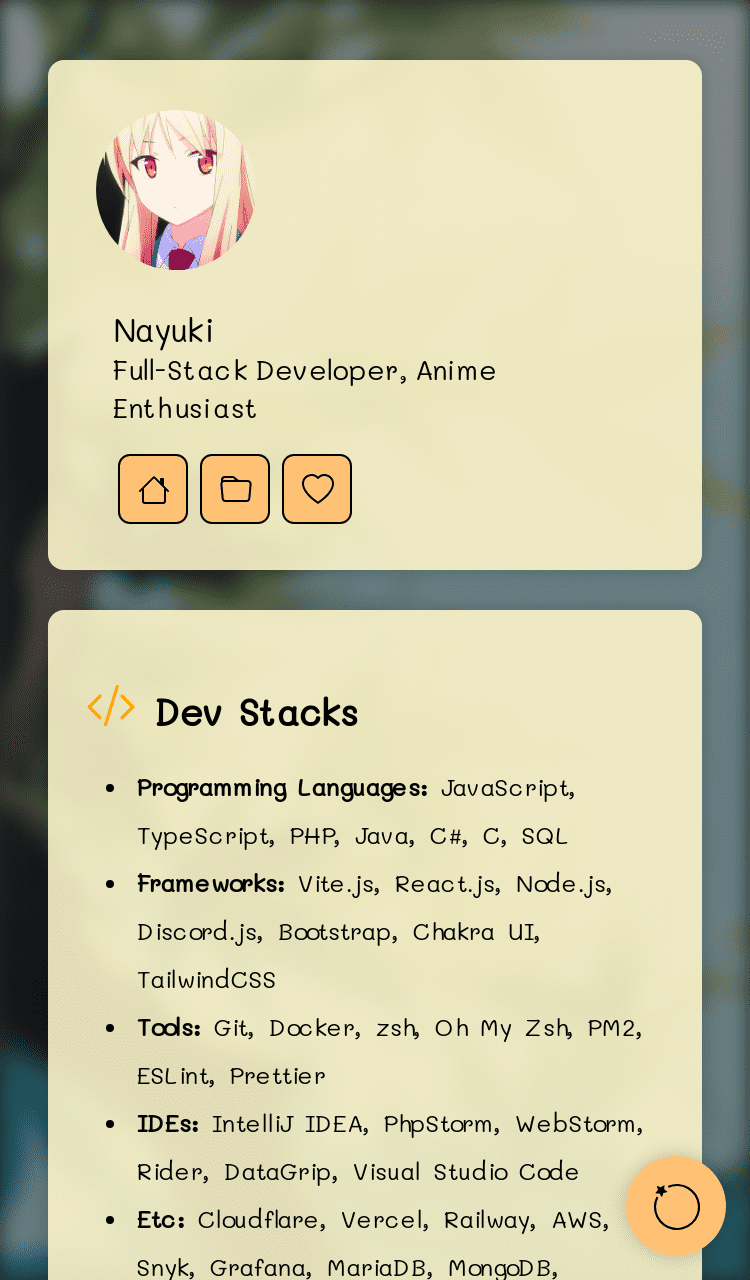 Nayuki
Full-Stack Developer, Anime
Enthusiast
Dev Stacks
Programming Languages: JavaScript,
TypeScript, PHP, Java, C#, C, SQL
Frameworks: Vite.js, React.js, Node.js,
Discord.js, Bootstrap, Chakra UI,
TailwindCSS
Tools: Git, Docker, zsh, Oh My Zsh, PM2,
ESLint, Prettier
IDEs: IntelliJ IDEA, PhpStorm, WebStorm,
Rider, DataGrip, Visual Studio Code
Etc: Cloudflare, Vercel, Railway, AWS,
Snyk, Grafana, MariaDB, MongoDB,